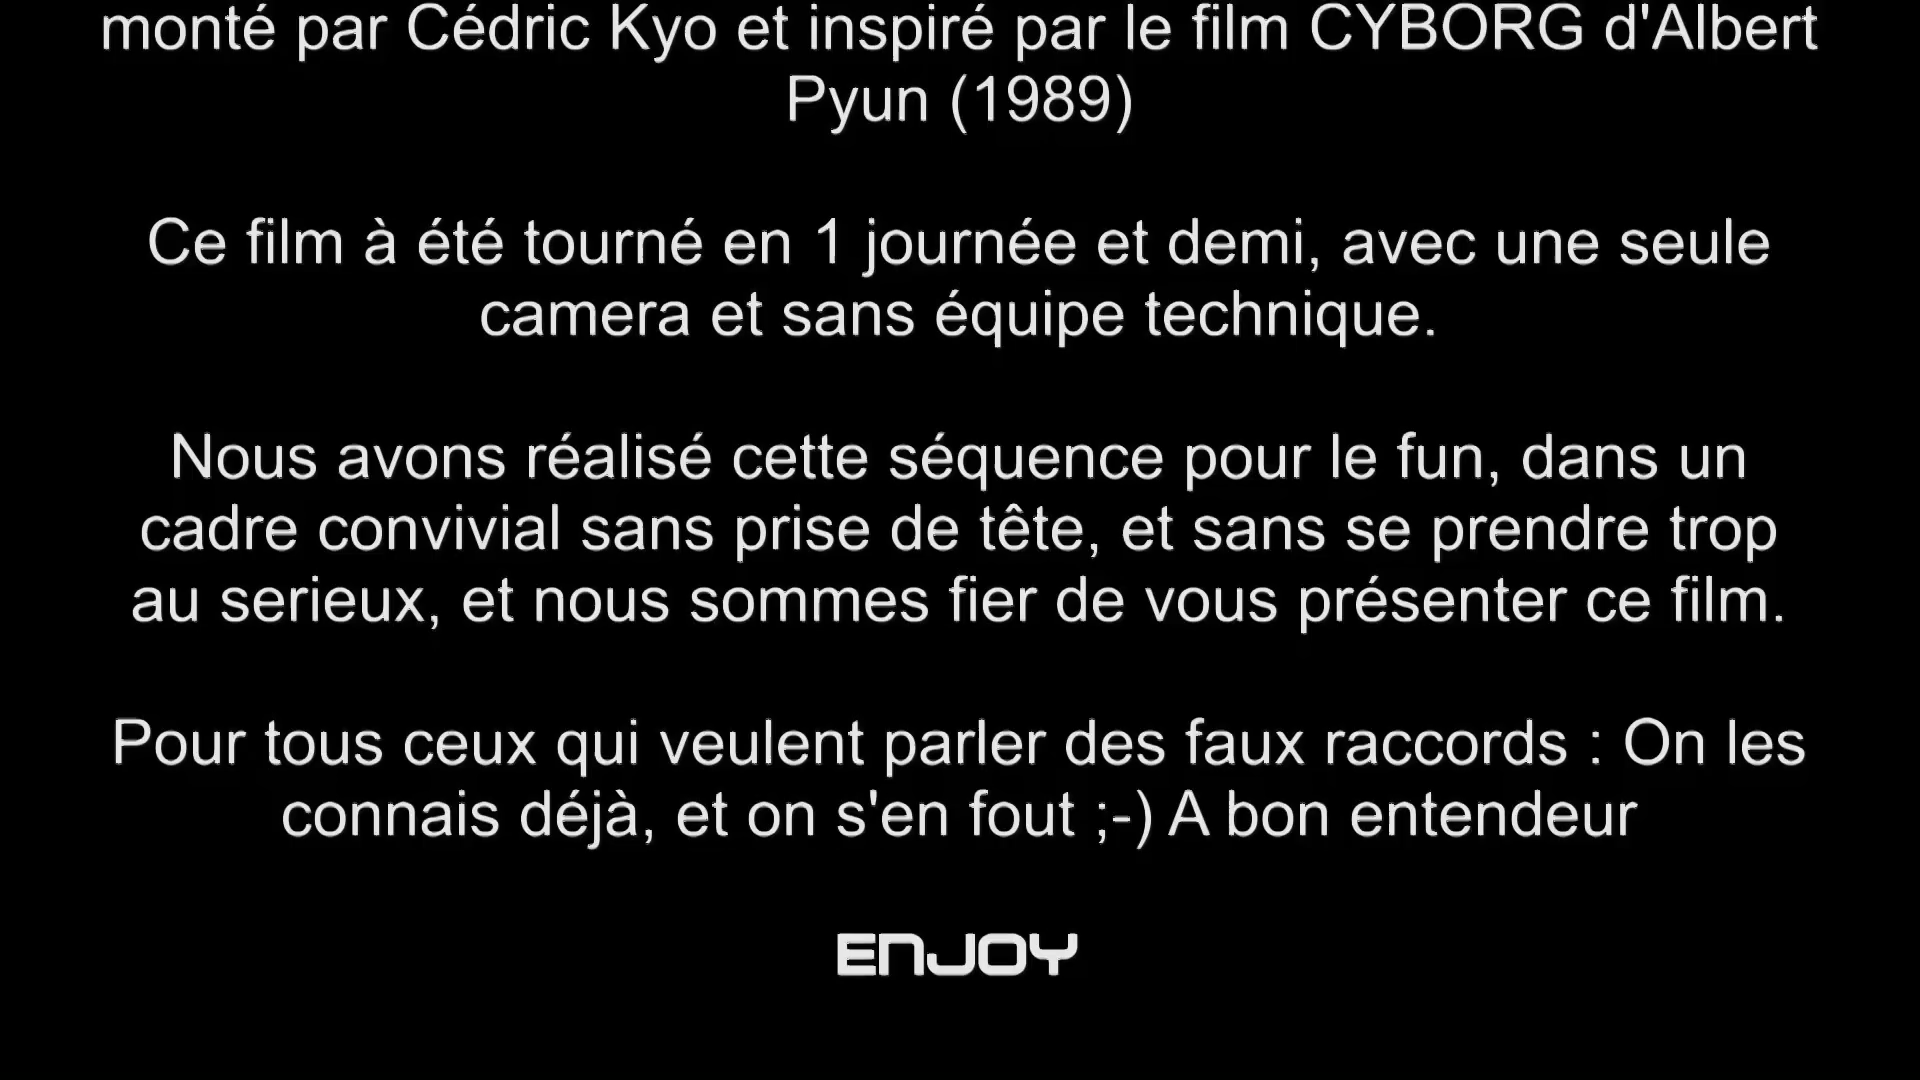 monté par Cédric Kyo et inspiré par le film CYBORG d'Albert
Pyun (1989)
Ce film à été tourné en 1 journée et demi, avec une seule
camera et sans équipe technique.
Nous avons réalisé cette séquence pour le fun, dans un
cadre convivial sans prise de tête, et sans se prendre trop
au serieux, et nous sommes fier de vous présenter ce film.
Pour tous ceux qui veulent parler des faux raccords : On les
connais déjà, et on s'en fout ;-) A bon entendeur
ENJOY